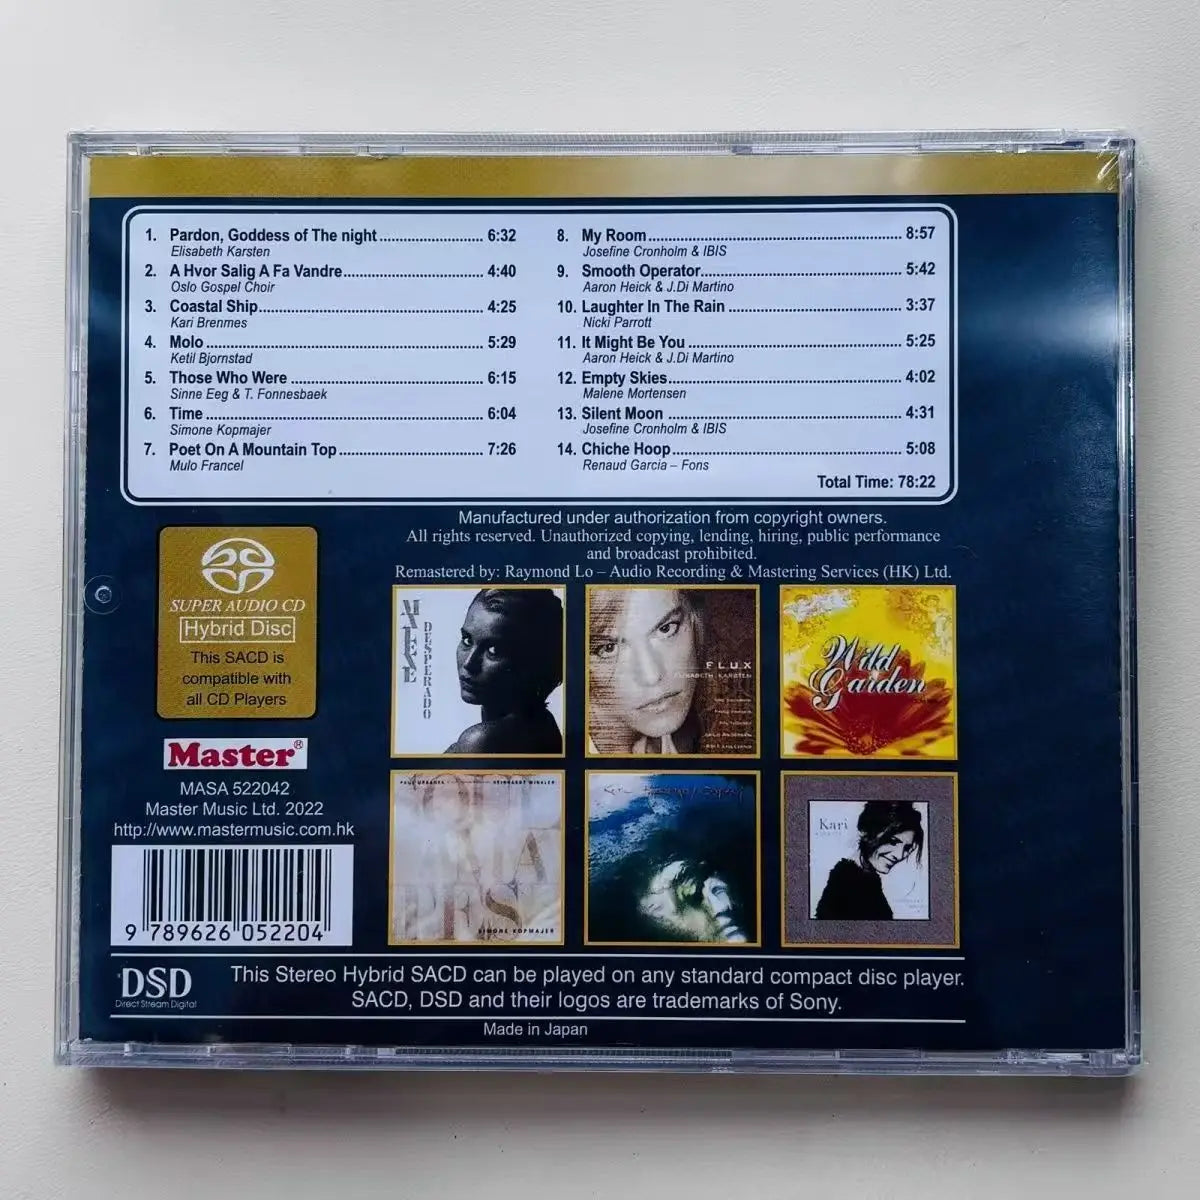 1. Pardon, Goddess of The night 6:32
Elisabeth Karsten
2. A Hvor Salig A Fa Vandre 4:40
Oslo Gospel Choir
3. Coastal Ship 4:25
Kari Brenmes
4. Molo 5:29
Ketil Bjornstad
5. Those Who Were 6:15
Sinne Eeg & T. Fonnesbaek
6. Time 6:04
Simone Kopmajer
7. Poet On A Mountain Top 7:26
Mulo Francel
8. My Room 8:57
Josefine Cronholm & IBIS
9. Smooth Operator 5:42
Aaron Heick & J.Di Martino
10. Laughter In The Rain 3:37
Nicki Parrott
11. It Might Be You 5:25
Aaron Heick & J.Di Martino
12. Empty Skies 4:02
Malene Mortensen
13. Silent Moon 4:31
Josefine Cronholm & IBIS
14. Chiche Hoop 5:08
Renaud Garcia – Fons
Total Time: 78:22
Manufactured under authorization from copyright owners.
All rights reserved. Unauthorized copying, lending, hiring, public performance
and broadcast prohibited.
Remastered by: Raymond Lo – Audio Recording & Mastering Services (HK) Ltd.
SUPER AUDIO CD
Hybrid Disc
This SACD is
compatible with
all CD Players
DESPERADO
FLUX
ELISABETH KARSTEN
Wild
Garden
SIMONE KOPMAJER
Kari
Master®
MASA 522042
Master Music Ltd. 2022
http://www.mastermusic.com.hk
9 789626 052204
DSD
Direct Stream Digital
This Stereo Hybrid SACD can be played on any standard compact disc player.
SACD, DSD and their logos are trademarks of Sony.
Made in Japan